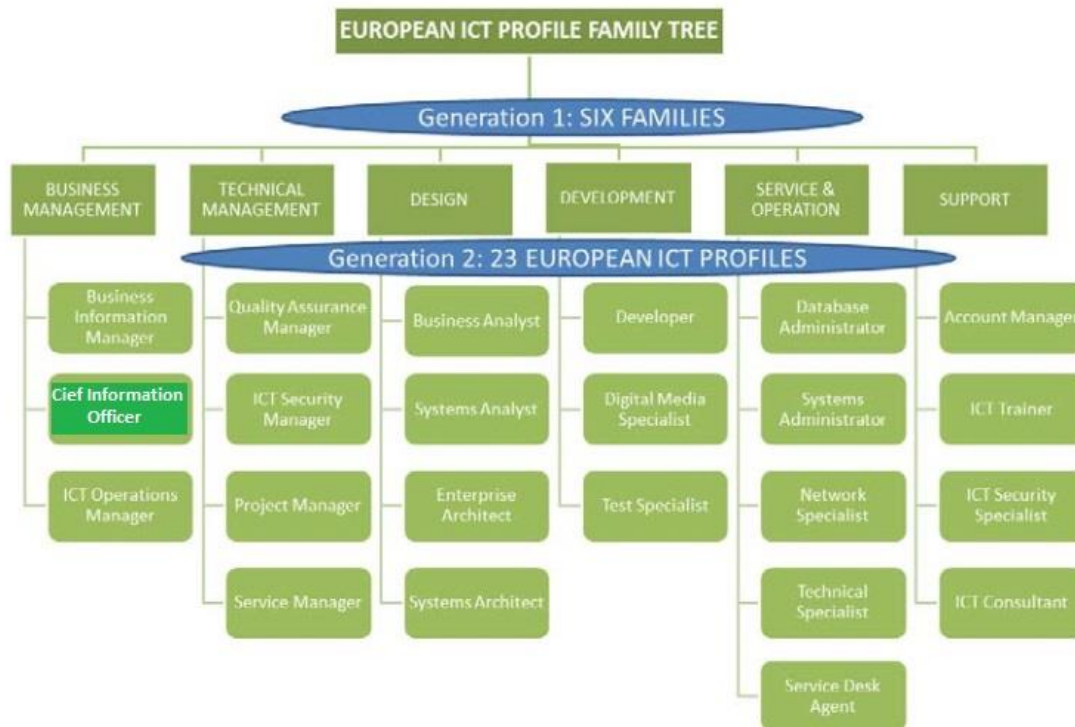 EUROPEAN ICT PROFILE FAMILY TREE
Generation 1: SIX FAMILIES
BUSINESS
MANAGEMENT
TECHNICAL
MANAGEMENT
DESIGN
DEVELOPMENT
SERVICE &
OPERATION
SUPPORT
Generation 2: 23 EUROPEAN ICT PROFILES
Business
Information
Manager
Cief Information
Officer
ICT Operations
Manager
Quality Assurance
Manager
ICT Security
Manager
Project Manager
Service Manager
Business Analyst
Systems Analyst
Enterprise
Architect
Systems Architect
Developer
Digital Media
Specialist
Test Specialist
Database
Administrator
Systems
Administrator
Network
Specialist
Technical
Specialist
Service Desk
Agent
Account Manager
ICT Trainer
ICT Security
Specialist
ICT Consultant